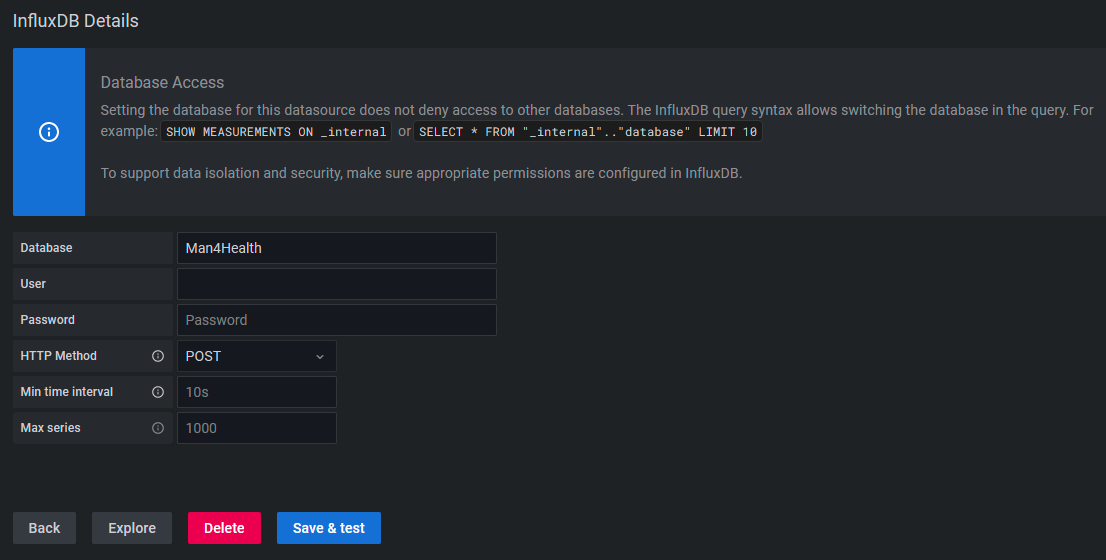 InfluxDB Details
Database Access
Setting the database for this datasource does not deny access to other databases. The InfluxDB query syntax allows switching the database in the query. For
example: SHOW MEASUREMENTS ON _internal or SELECT * FROM "_internal".."database" LIMIT 10
To support data isolation and security, make sure appropriate permissions are configured in InfluxDB.
Database Man4Health
User
Password Password
HTTP Method POST
Min time interval 10s
Max series 1000
Back Explore Delete Save & test